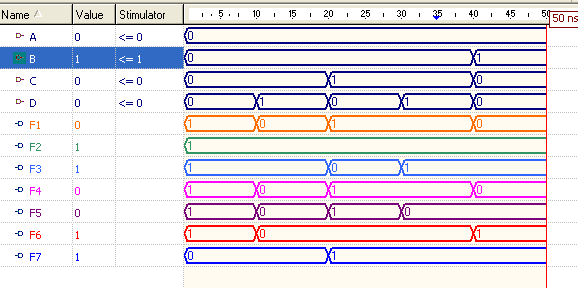 Name Value Stimulator 5 10 15 20 25 30 35 40 45 50
50 ns
A 0 <= 0 0
B 1 <= 1 0 1
C 0 <= 0 0 1 0
D 0 <= 0 0 1 0 1 0
F1 0 1 0 1 0
F2 1 1
F3 1 1 0 1
F4 0 1 0 1 0
F5 0 1 0 1 0
F6 1 1 0 1
F7 1 0 1